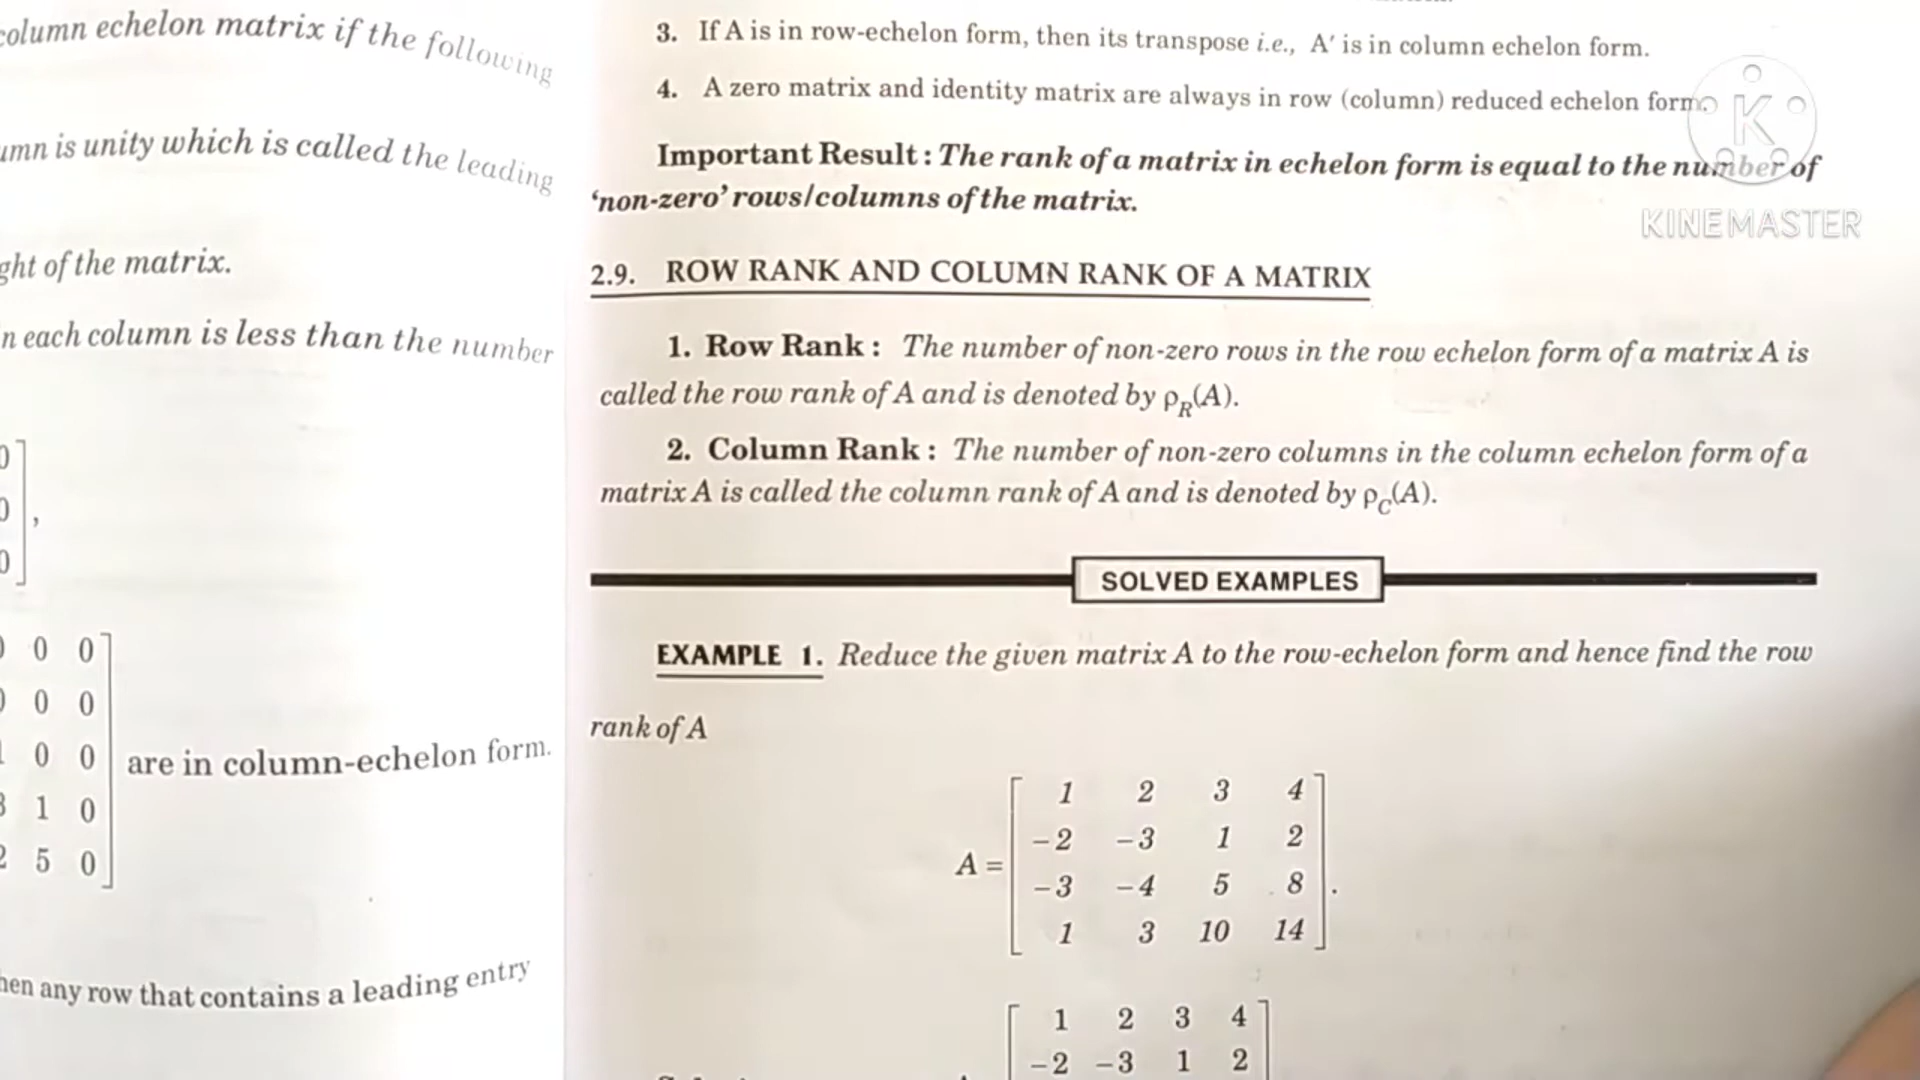 column echelon matrix if the following
is unity which is called the leading
of the matrix.
each column is less than the number
0
0 ,
0
0 0
0 0
0 0 are in column-echelon form.
1 0
5 0
any row that contains a leading entry
3. If A is in row-echelon form, then its transpose i.e., A′ is in column echelon form.
4. A zero matrix and identity matrix are always in row (column) reduced echelon form.
Important Result : The rank of a matrix in echelon form is equal to the number of
‘non-zero’ rows/columns of the matrix.
K
KINEMASTER
2.9. ROW RANK AND COLUMN RANK OF A MATRIX
1. Row Rank : The number of non-zero rows in the row echelon form of a matrix A is
called the row rank of A and is denoted by ρR(A).
2. Column Rank : The number of non-zero columns in the column echelon form of a
matrix A is called the column rank of A and is denoted by ρC(A).
SOLVED EXAMPLES
EXAMPLE 1. Reduce the given matrix A to the row-echelon form and hence find the row
rank of A
1 2 3 4
−2 −3 1 2
A = −3 −4 5 8 .
1 3 10 14
1 2 3 4
−2 −3 1 2